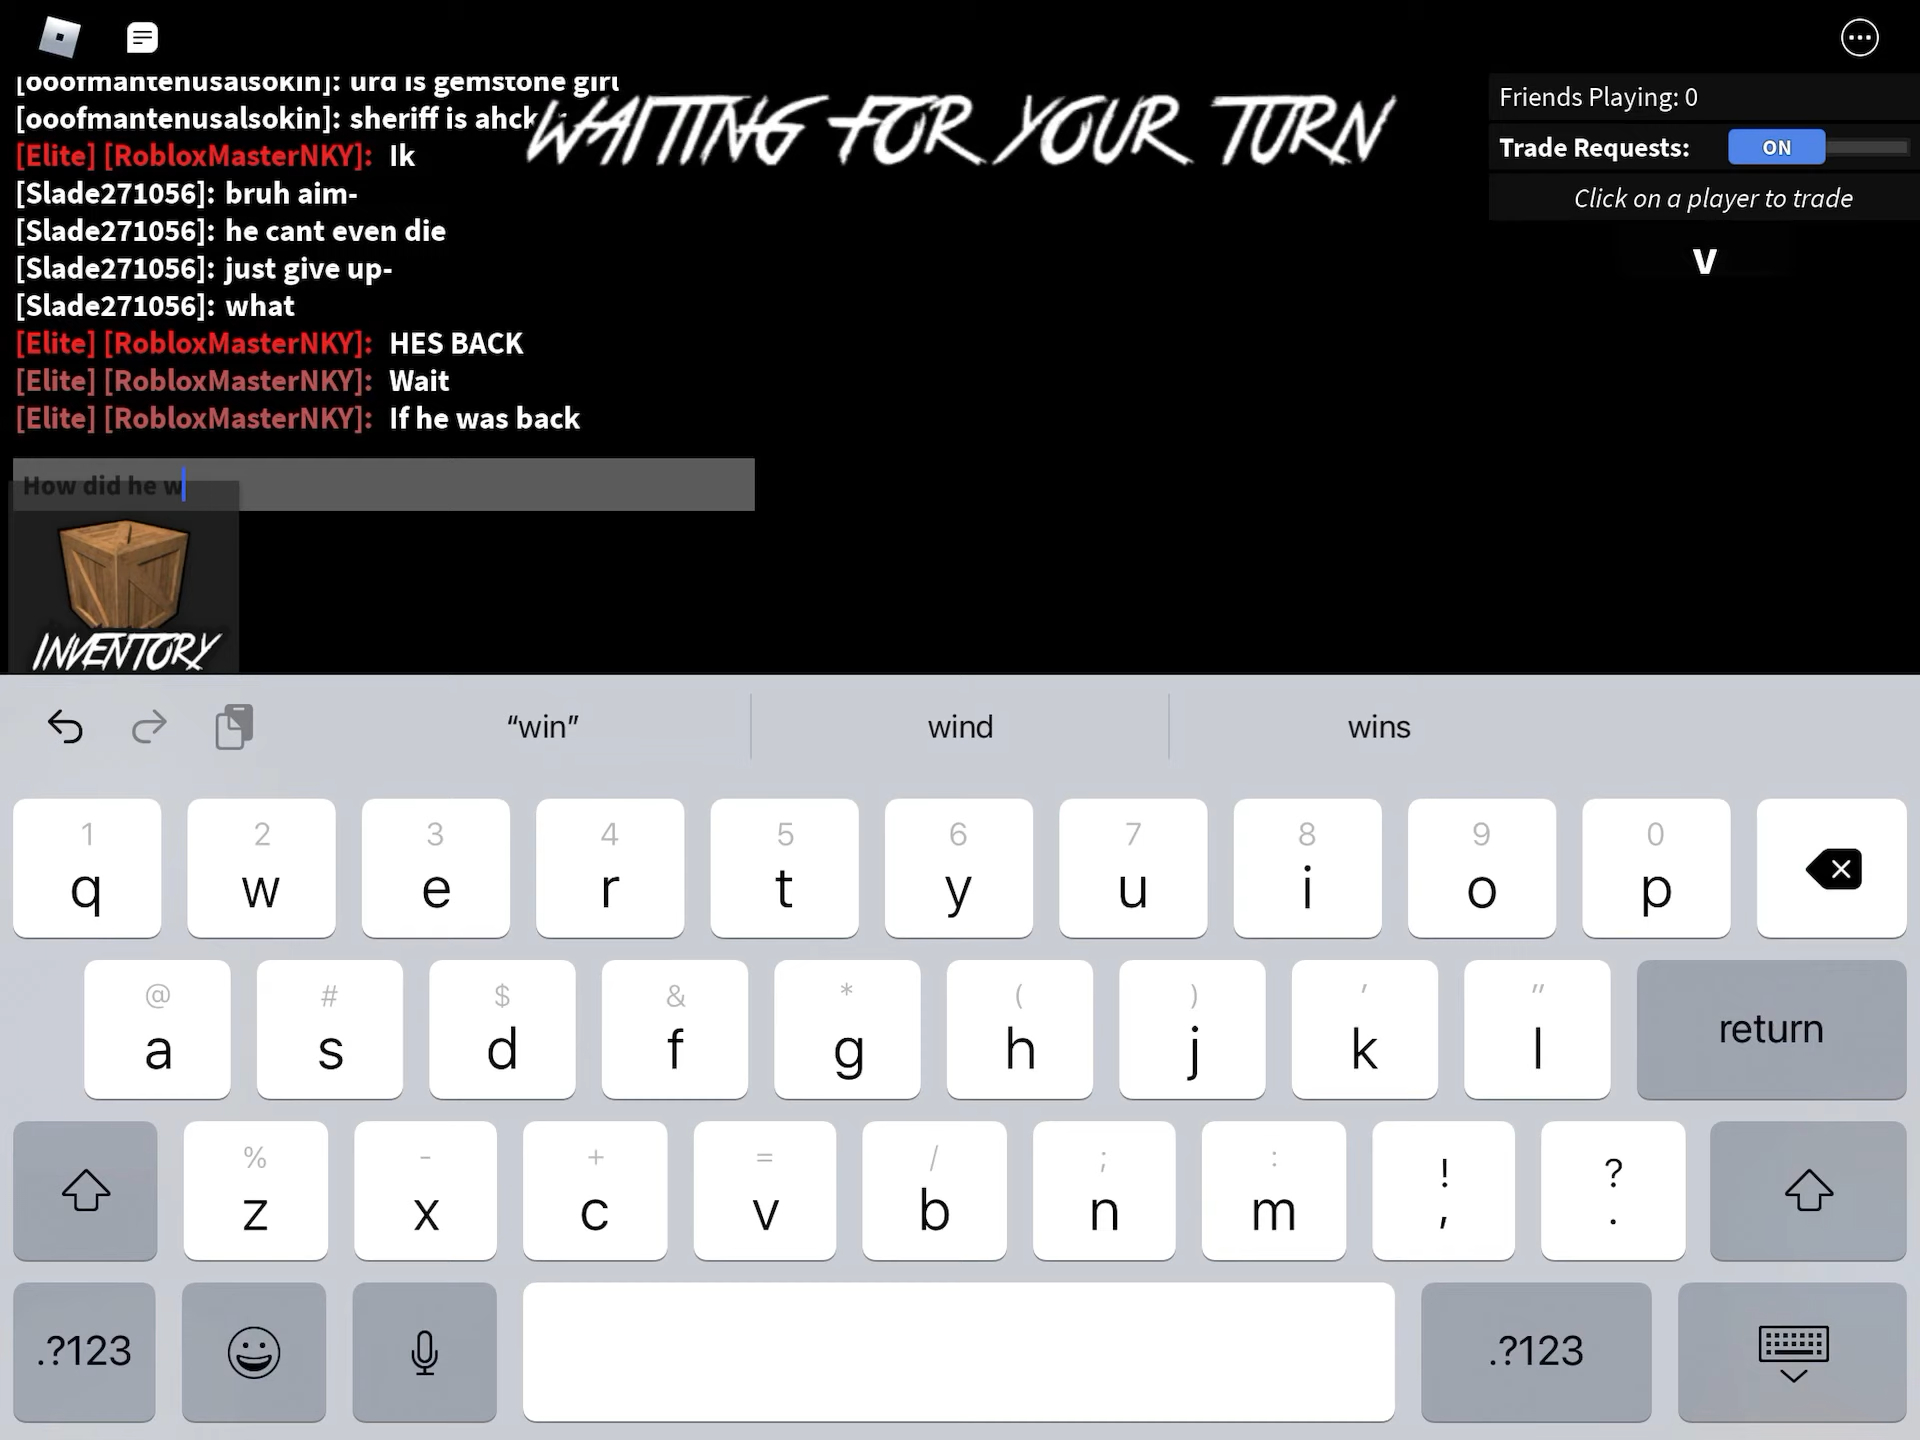 [ooofmantenusalsokin]: urd is gemstone girl
[ooofmantenusalsokin]: sheriff is ahck
WAITING FOR YOUR TURN
[Elite] [RobloxMasterNKY]: Ik
[Slade271056]: bruh aim-
[Slade271056]: he cant even die
[Slade271056]: just give up-
[Slade271056]: what
[Elite] [RobloxMasterNKY]: HES BACK
[Elite] [RobloxMasterNKY]: Wait
[Elite] [RobloxMasterNKY]: If he was back
How did he w
INVENTORY
Friends Playing: 0
Trade Requests: ON
Click on a player to trade
V
“win” wind wins
1 2 3 4 5 6 7 8 9 0
q w e r t y u i o p
@ # $ & * ( ) ' "
a s d f g h j k l return
% - + = / ; : ! ?
z x c v b n m , .
.?123 .?123